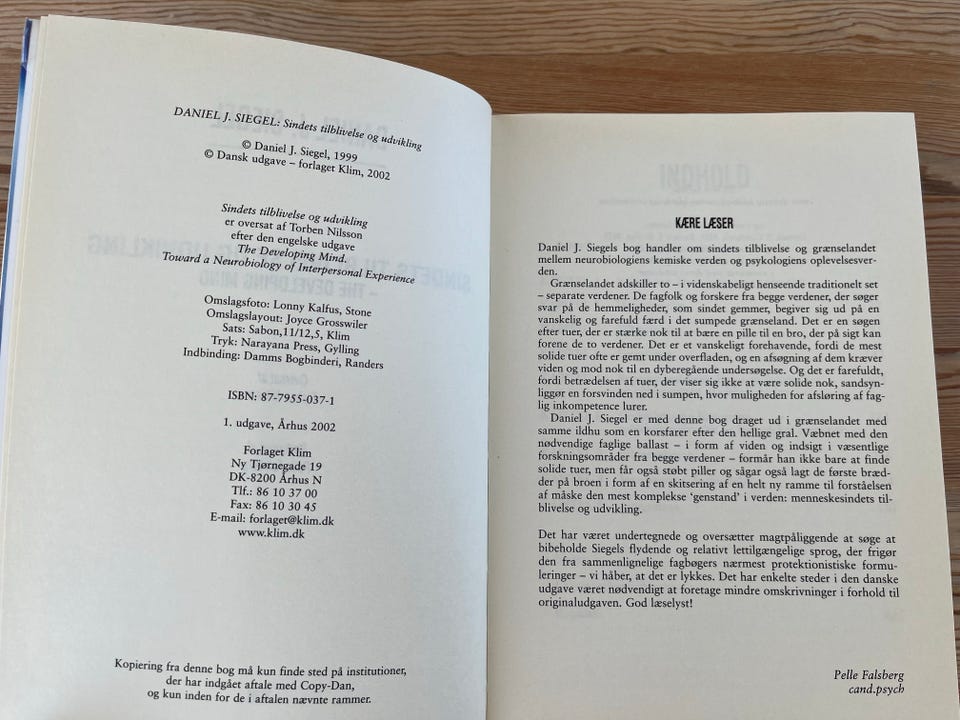 DANIEL J. SIEGEL: Sindets tilblivelse og udvikling
© Daniel J. Siegel, 1999
© Dansk udgave – forlaget Klim, 2002
Sindets tilblivelse og udvikling
er oversat af Torben Nilsson
efter den engelske udgave
The Developing Mind.
Toward a Neurobiology of Interpersonal Experience
Omslagsfoto: Lonny Kalfus, Stone
Omslagslayout: Joyce Grosswiler
Sats: Sabon,11/12,5, Klim
Tryk: Narayana Press, Gylling
Indbinding: Damms Bogbinderi, Randers
ISBN: 87-7955-037-1
1. udgave, Århus 2002
Forlaget Klim
Ny Tjørnegade 19
DK-8200 Århus N
Tlf.: 86 10 37 00
Fax: 86 10 30 45
E-mail: forlaget@klim.dk
www.klim.dk
Kopiering fra denne bog må kun finde sted på institutioner,
der har indgået aftale med Copy-Dan,
og kun inden for de i aftalen nævnte rammer.
KÆRE LÆSER
Daniel J. Siegels bog handler om sindets tilblivelse og grænselandet
mellem neurobiologiens kemiske verden og psykologiens oplevelsesver-
den.
Grænselandet adskiller to – i videnskabeligt henseende traditionelt set
– separate verdener. De fagfolk og forskere fra begge verdener, der søger
svar på de hemmeligheder, som sindet gemmer, begiver sig ud på en
vanskelig og farefuld færd i det sumpede grænseland. Det er en søgen
efter tuer, der er stærke nok til at bære en pille til en bro, der på sigt kan
forene de to verdener. Det er et vanskeligt forehavende, fordi de mest
solide tuer ofte er gemt under overfladen, og en afsøgning af dem kræver
viden og mod nok til en dyberegående undersøgelse. Og det er farefuldt,
fordi betrædelsen af tuer, der viser sig ikke at være solide nok, sandsyn-
liggør en forsvinden ned i sumpen, hvor muligheden for afsløring af fag-
lig inkompetence lurer.
Daniel J. Siegel er med denne bog draget ud i grænselandet med
samme ildhu som en korsfarer efter den hellige gral. Væbnet med den
nødvendige faglige ballast – i form af viden og indsigt i væsentlige
forskningsområder fra begge verdener – formår han ikke bare at finde
solide tuer, men får også støbt piller og sågar også lagt de første bræd-
der på broen i form af en skitsering af en helt ny ramme til forståelsen
af måske den mest komplekse ‘genstand’ i verden: menneskesindets til-
blivelse og udvikling.
Det har været undertegnede og oversætter magtpåliggende at søge at
bibeholde Siegels flydende og relativt lettilgængelige sprog, der frigør
den fra sammenlignelige fagbøgers nærmest protektionistiske formu-
leringer – vi håber, at det er lykkes. Det har enkelte steder i den danske
udgave været nødvendigt at foretage mindre omskrivninger i forhold til
originaludgaven. God læselyst!
Pelle Falsberg
cand.psych